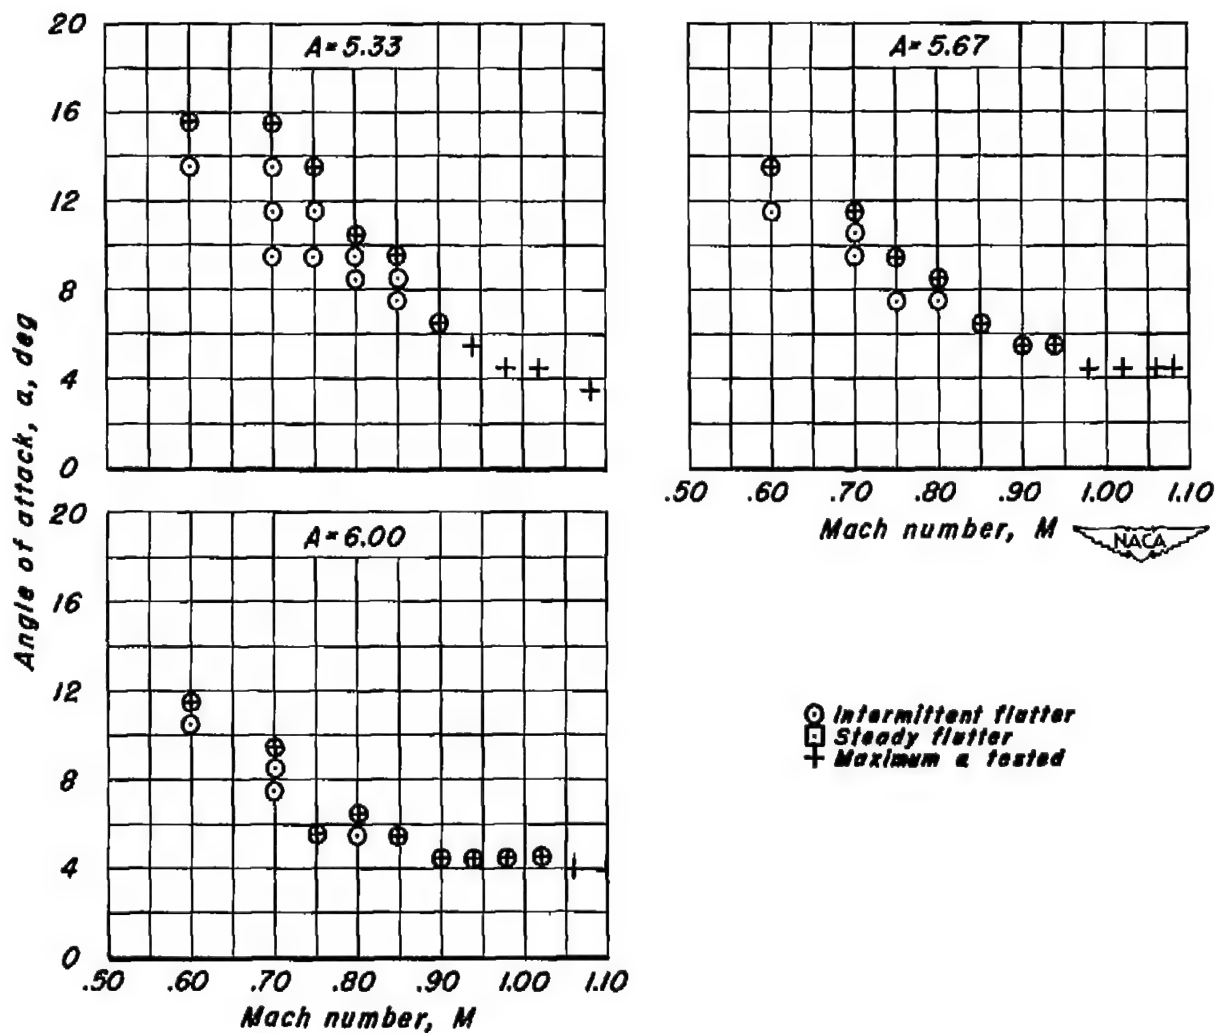 20
16
12
8
4
0
A=5.33
A=5.67
.50 .60 .70 .80 .90 1.00 1.10
Mach number, M
NACA
Angle of attack, a, deg
20
16
12
8
4
0
A=6.00
.50 .60 .70 .80 .90 1.00 1.10
Mach number, M
Intermittent flutter
Steady flutter
Maximum a tested